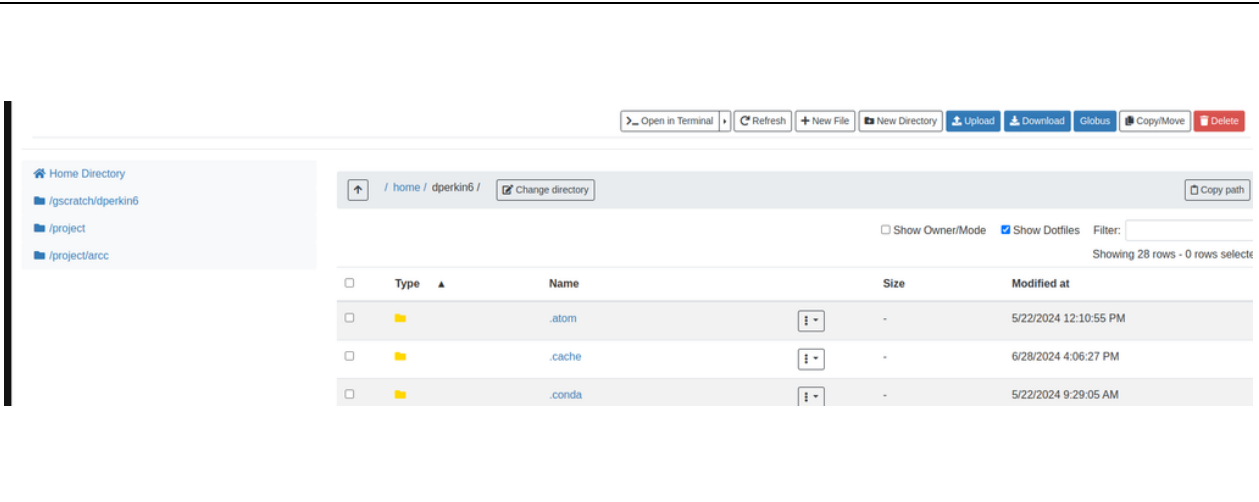 Open in Terminal Refresh New File New Directory Upload Download Globus Copy/Move Delete
Home Directory
/gscratch/dperkin6
/project
/project/arcc
/ home / dperkin6 / Change directory Copy path
Show Owner/Mode Show Dotfiles Filter:
Showing 28 rows - 0 rows selecte
Type ▲ Name Size Modified at
.atom - 5/22/2024 12:10:55 PM
.cache - 6/28/2024 4:06:27 PM
.conda - 5/22/2024 9:29:05 AM